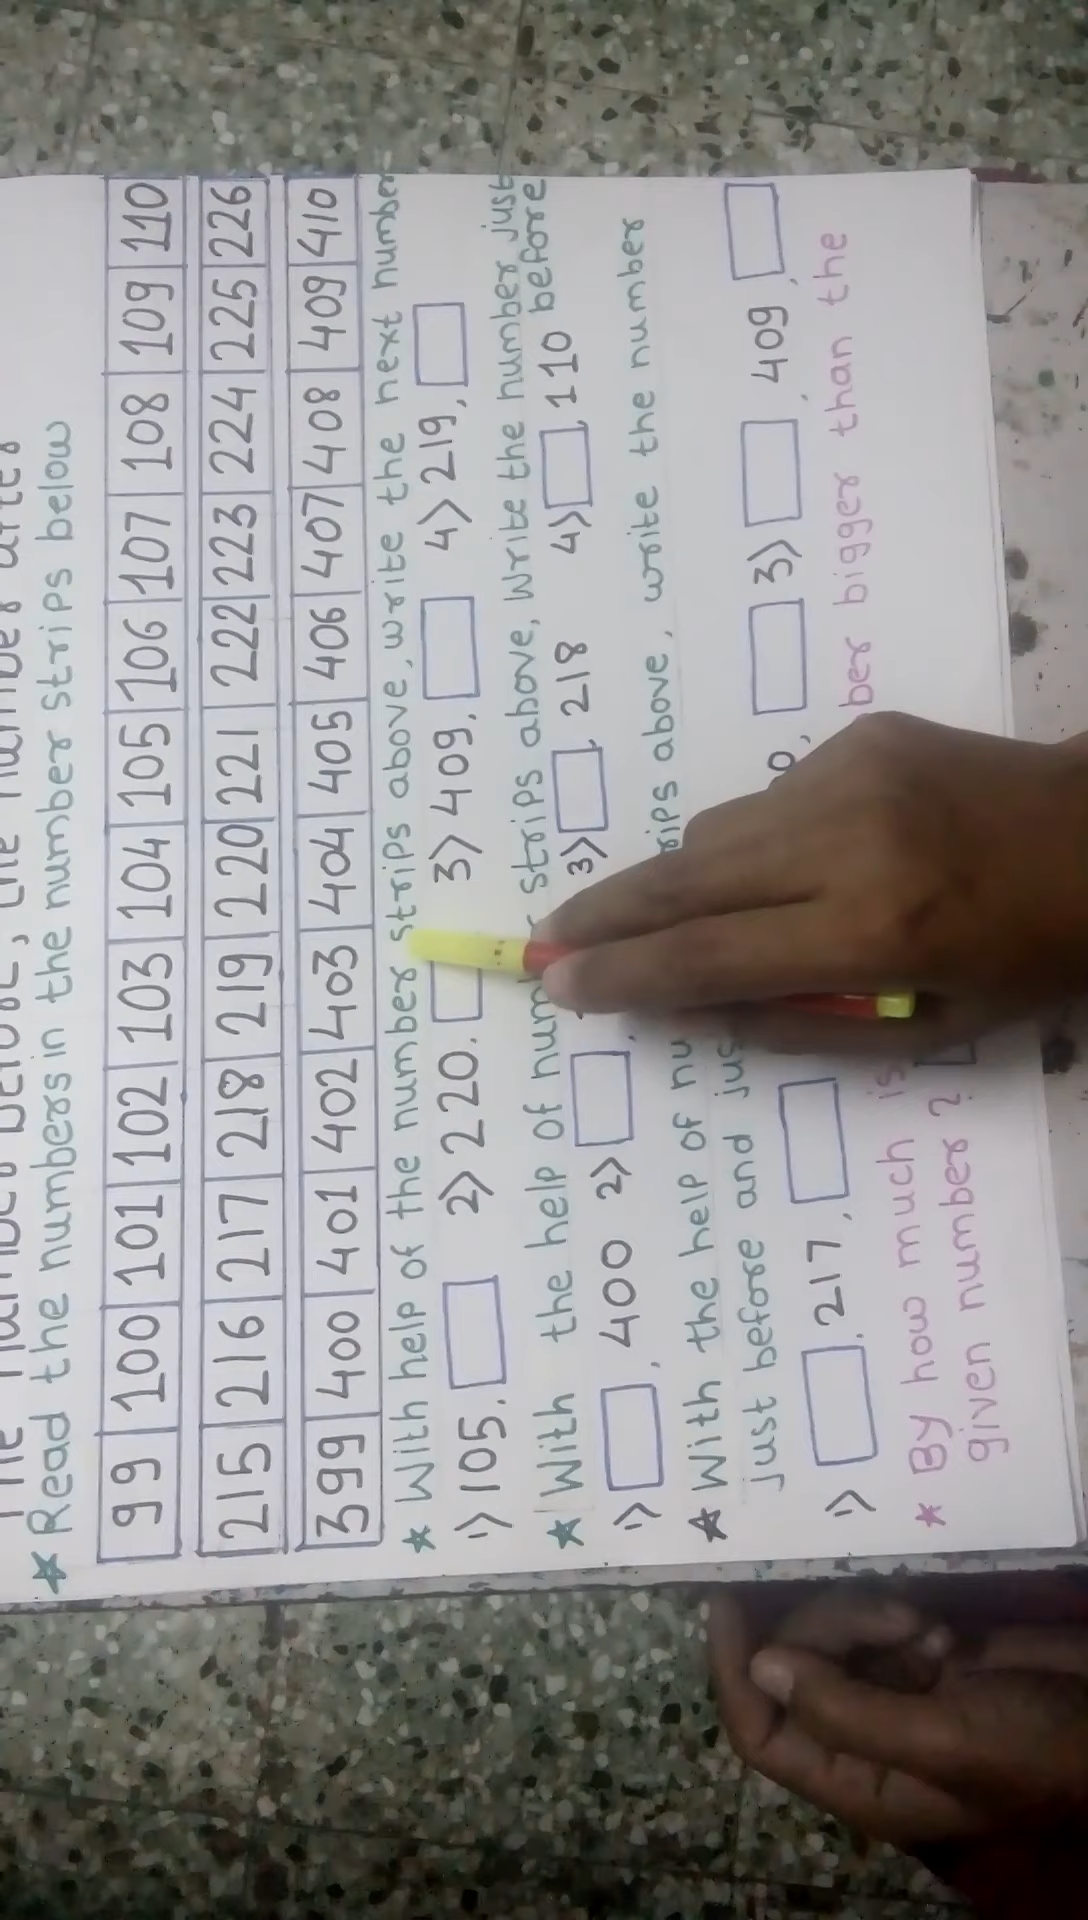 ★ Read the numbers in the number strips below
99 100 101 102 103 104 105 106 107 108 109 110
215 216 217 218 219 220 221 222 223 224 225 226
399 400 401 402 403 404 405 406 407 408 409 410
★ With help of the number strips above, write the next number
1) 105, 2) 220, 3) 409, 4) 219,
★ With the help of strips above, write the number just before
1) , 400 2) , 3) , 218 4) , 110
★ With the help of above, write the number
just before and
1) , 217, 3) , 409,
★ By how much is bigger than the
given number ?